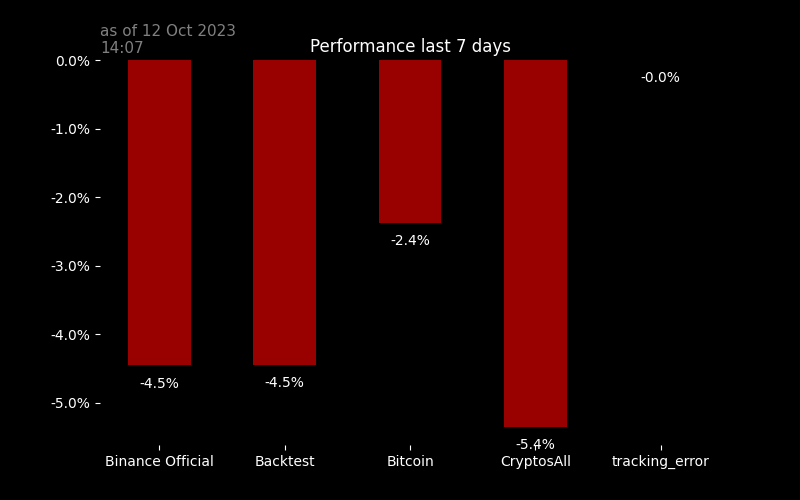 as of 12 Oct 2023
14:07
Performance last 7 days
0.0%
-1.0%
-2.0%
-3.0%
-4.0%
-5.0%
-0.0%
-2.4%
-4.5%
-4.5%
-5.4%
Binance Official
Backtest
Bitcoin
CryptosAll
tracking_error